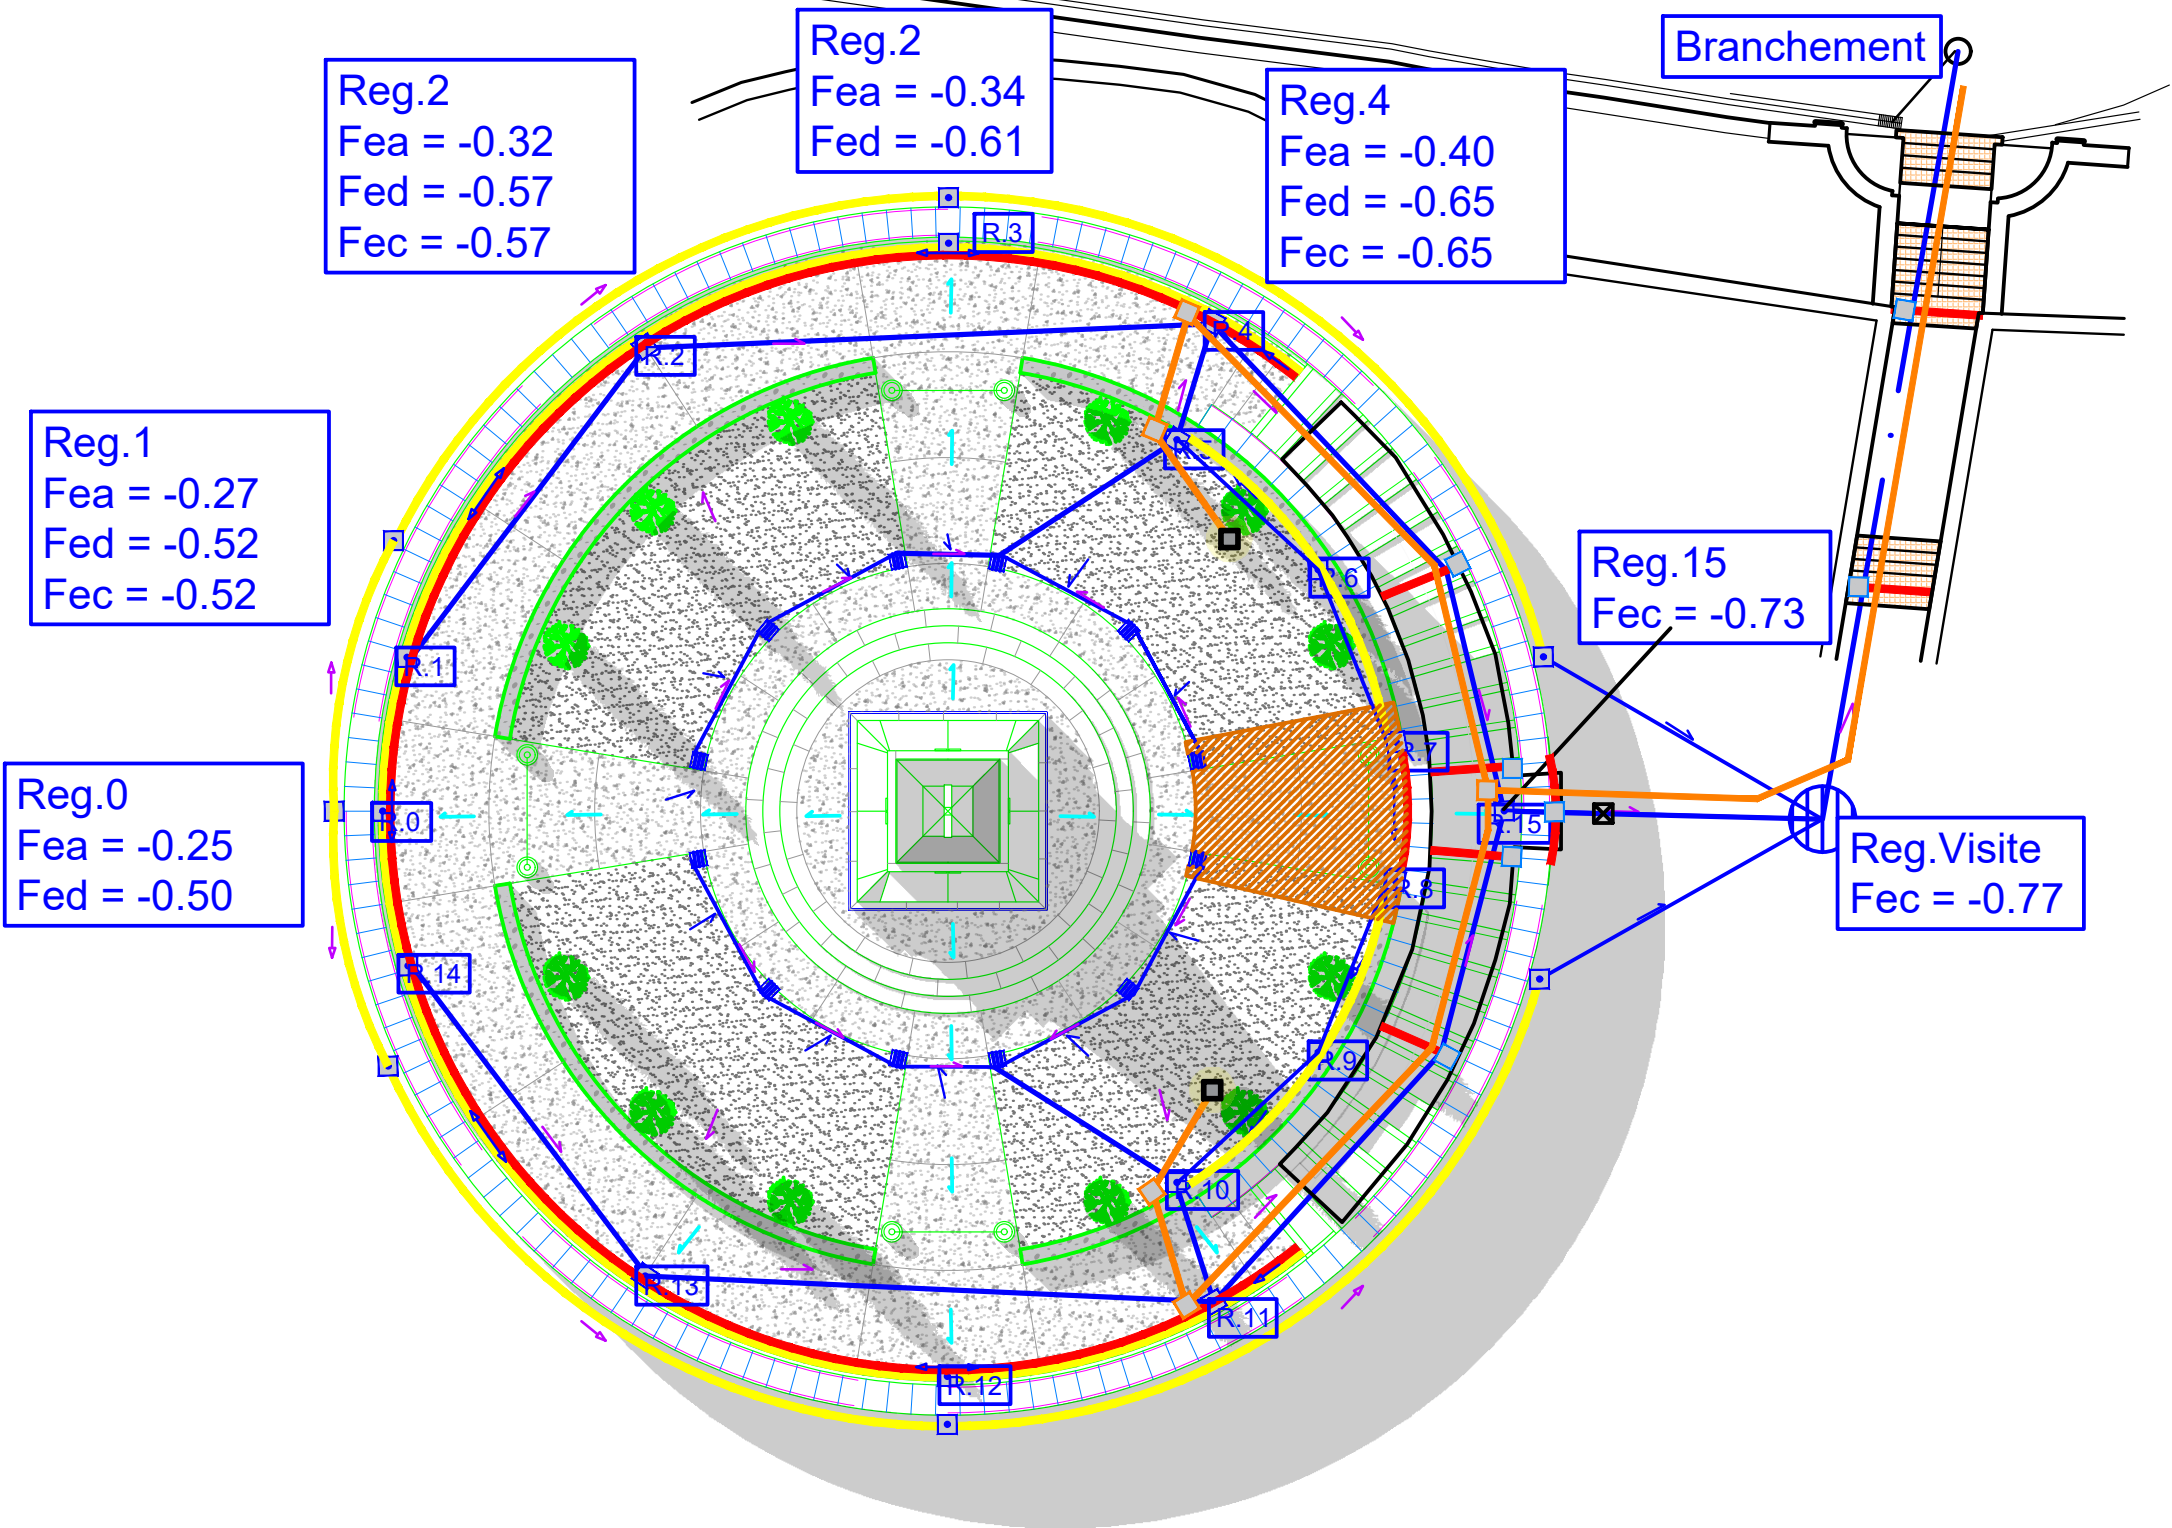 Reg.2
Fea = -0.34
Fed = -0.61
Branchement
Reg.2
Fea = -0.32
Fed = -0.57
Fec = -0.57
Reg.4
Fea = -0.40
Fed = -0.65
Fec = -0.65
R.3
R.4
R.2
Reg.1
Fea = -0.27
Fed = -0.52
Fec = -0.52
R.6
Reg.15
Fec = -0.73
R.1
R.7
Reg.0
Fea = -0.25
Fed = -0.50
R.0
R.15
Reg.Visite
Fec = -0.77
R.8
R.14
R.9
R.10
R.13
R.11
R.12